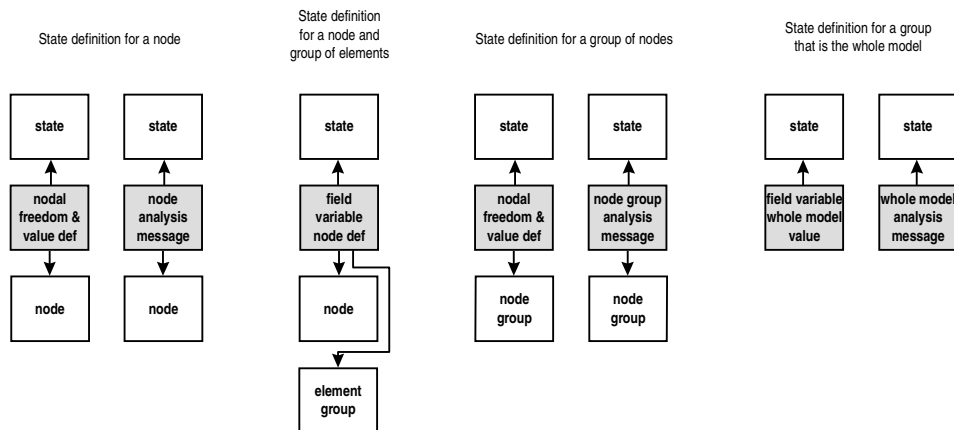 State definition for a node
State definition
for a node and
group of elements
State definition for a group of nodes
State definition for a group
that is the whole model
state
state
state
state
state
state
state
nodal
freedom &
value def
node
analysis
message
field
variable
node def
nodal
freedom &
value def
node group
analysis
message
field variable
whole model
value
whole model
analysis
message
node
node
node
node
group
node
group
element
group